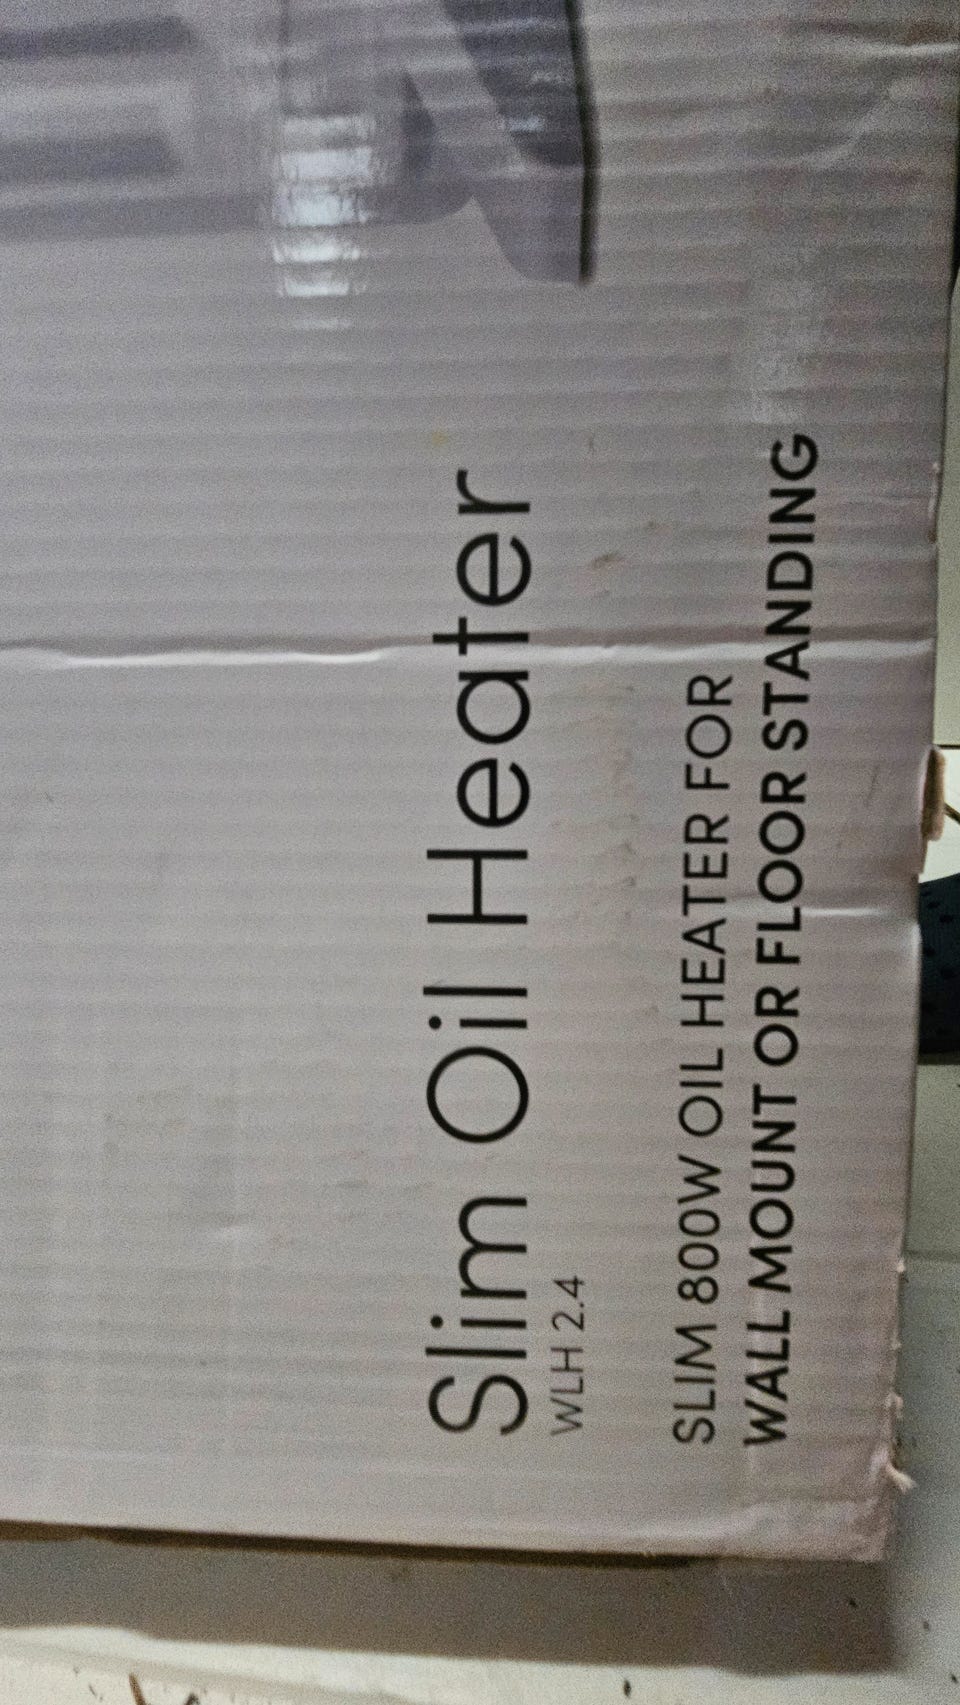 Slim Oil Heater
WLH 2.4
SLIM 800W OIL HEATER FOR
WALL MOUNT OR FLOOR STANDING